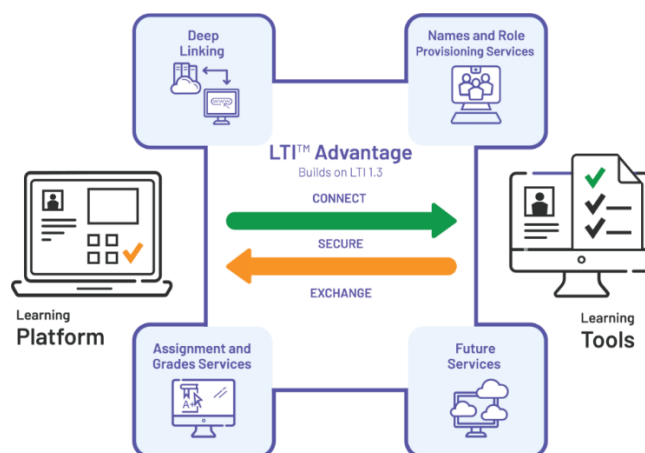 Deep
Linking
WWW
Names and Role
Provisioning Services
LTI™ Advantage
Builds on LTI 1.3
CONNECT
SECURE
EXCHANGE
Learning
Platform
Learning
Tools
Assignment and
Grades Services
A+
Future
Services